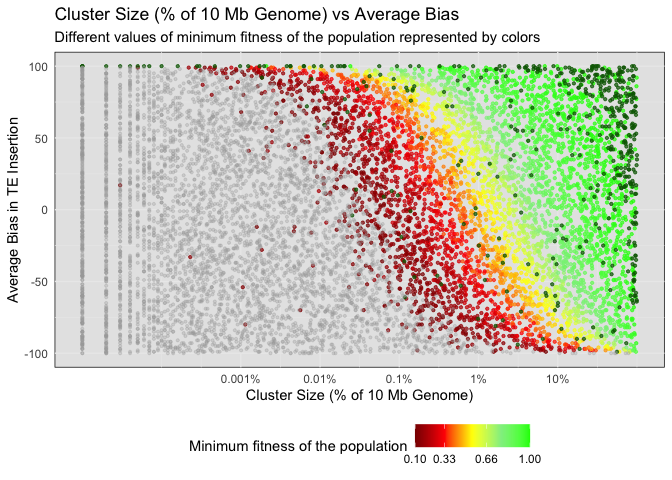 Cluster Size (% of 10 Mb Genome) vs Average Bias
Different values of minimum fitness of the population represented by colors
Average Bias in TE Insertion
100
50
0
-50
-100
0.001%
0.01%
0.1%
1%
10%
Cluster Size (% of 10 Mb Genome)
Minimum fitness of the population
0.10
0.33
0.66
1.00